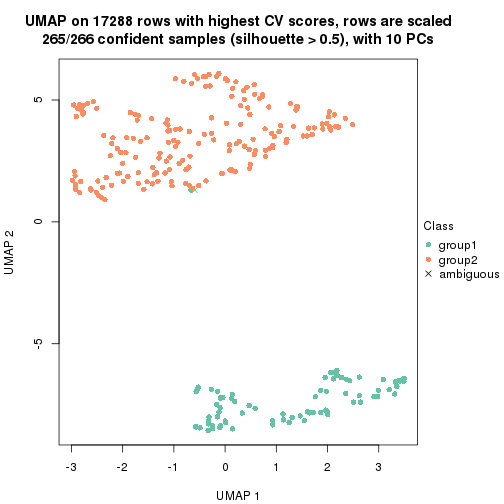 UMAP on 17288 rows with highest CV scores, rows are scaled
265/266 confident samples (silhouette > 0.5), with 10 PCs
UMAP 2
5
0
-5
-3
-2
-1
0
1
2
3
UMAP 1
Class
group1
group2
ambiguous